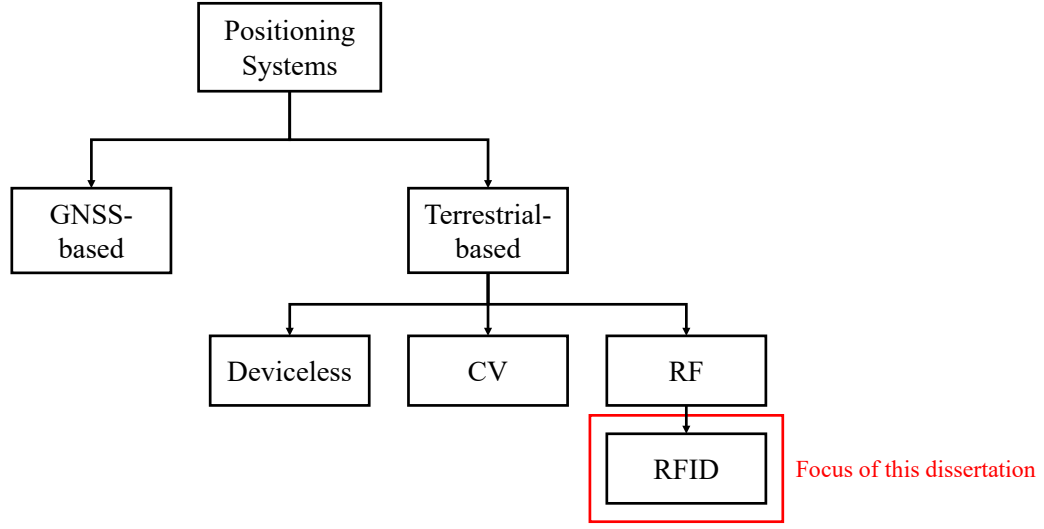 Positioning
Systems
GNSS-
based
Terrestrial-
based
Deviceless
CV
RF
RFID
Focus of this dissertation